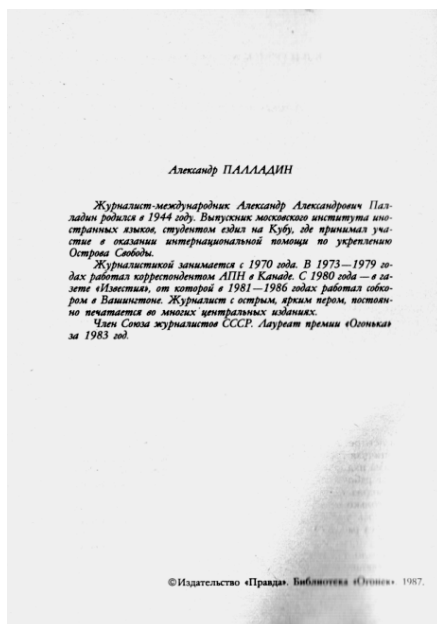 Александр ПАЛЛАДИН
Журналист-международник Александр Александрович Пал-
ладин родился в 1944 году. Выпускник московского института ино-
странных языков, студентом ездил на Кубу, где принимал уча-
стие в оказании интернациональной помощи по укреплению
Острова Свободы.
Журналистикой занимается с 1970 года. В 1973—1979 го-
дах работал корреспондентом АПН в Канаде. С 1980 года — в га-
зете «Известия», от которой в 1981—1986 годах работал собко-
ром в Вашингтоне. Журналист с острым, ярким пером, постоян-
но печатается во многих центральных изданиях.
Член Союза журналистов СССР. Лауреат премии «Огонька»
за 1983 год.
©Издательство «Правда». Библиотека «Огонек» 1987.